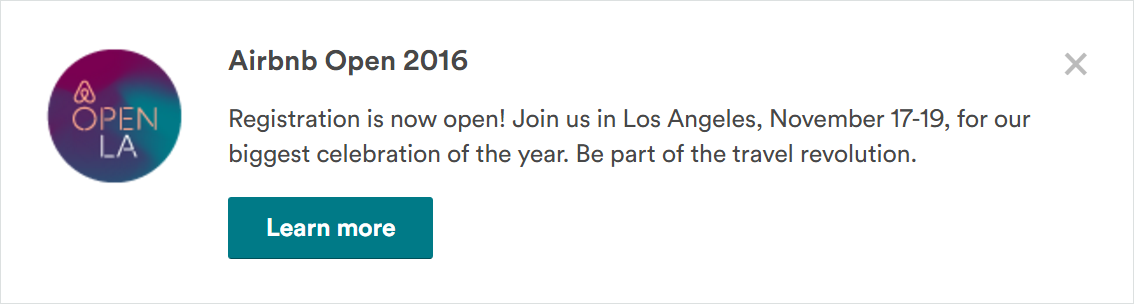 Airbnb Open 2016
OPEN
LA
Registration is now open! Join us in Los Angeles, November 17-19, for our
biggest celebration of the year. Be part of the travel revolution.
Learn more